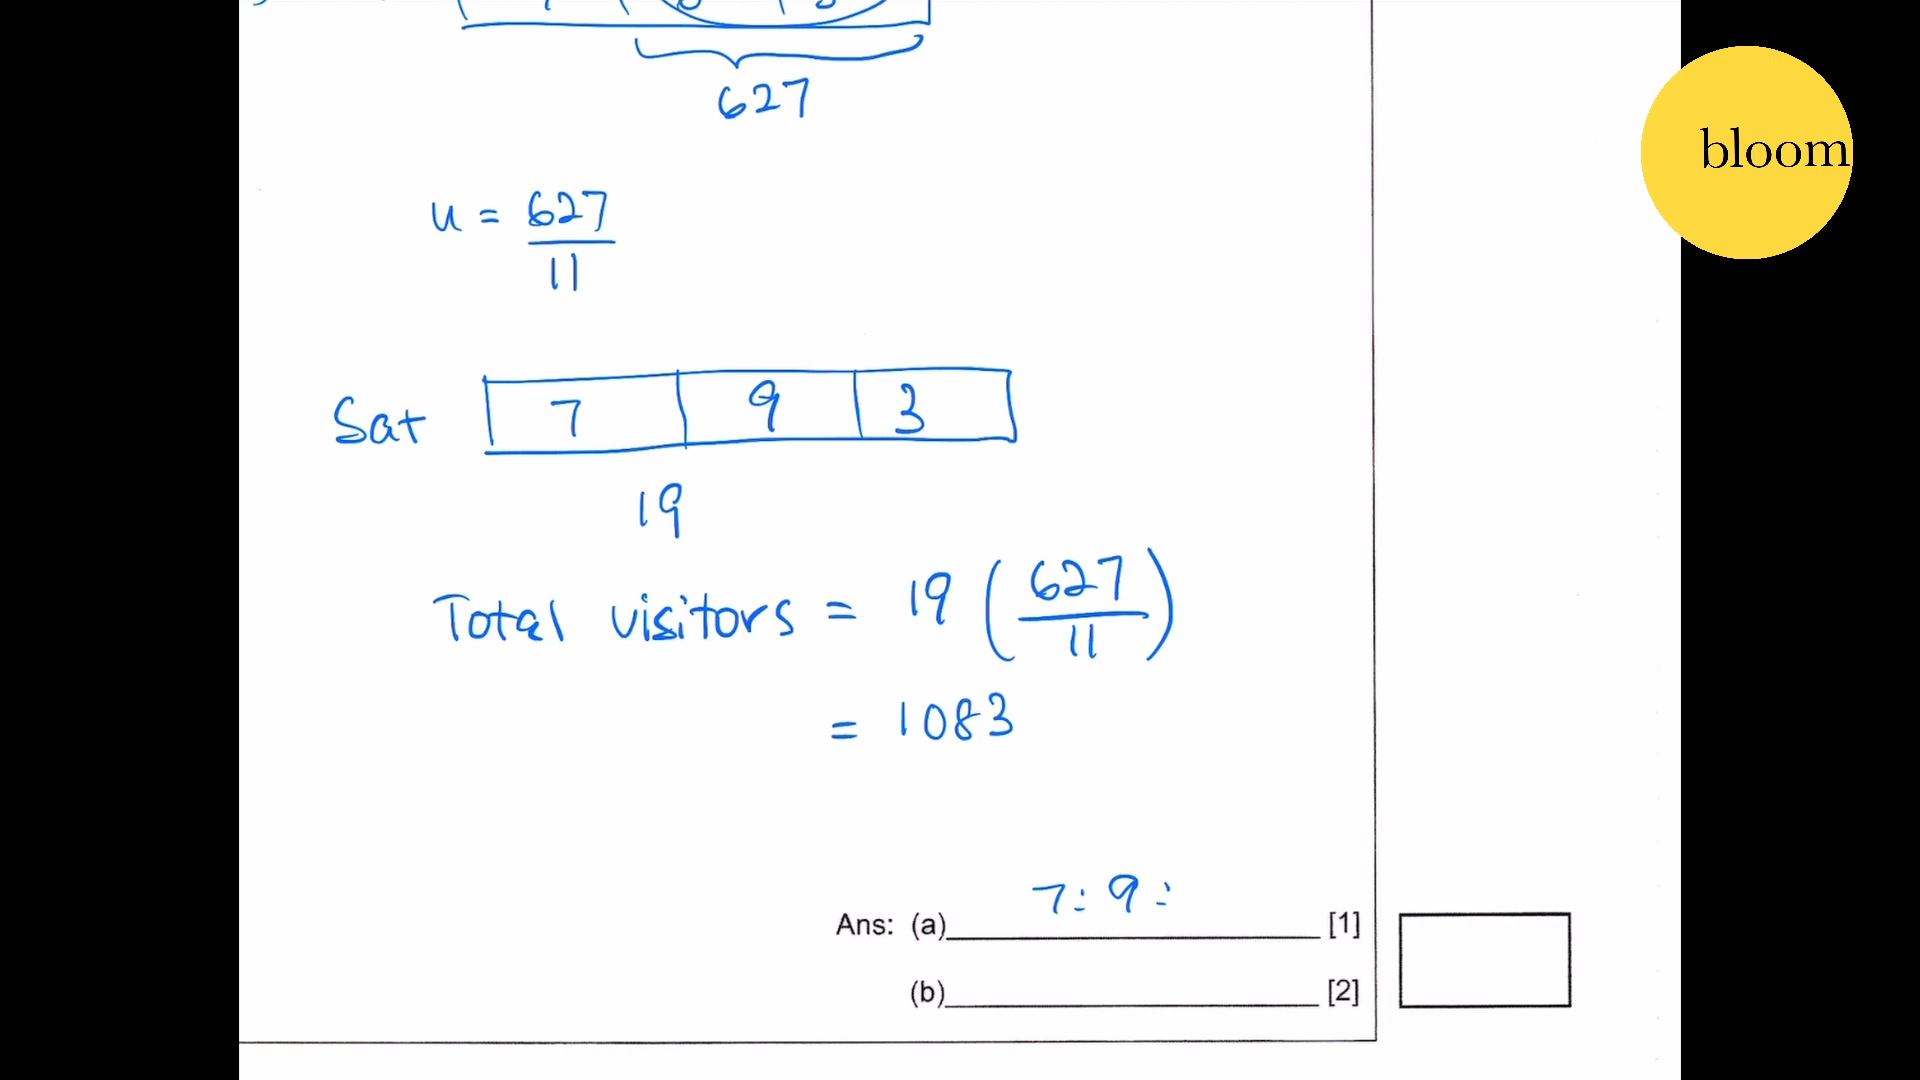 627
bloom
u = 627/11
Sat 7 9 3
19
Total visitors = 19 (627/11)
= 1083
7 : 9 :
Ans: (a) [1]
(b) [2]